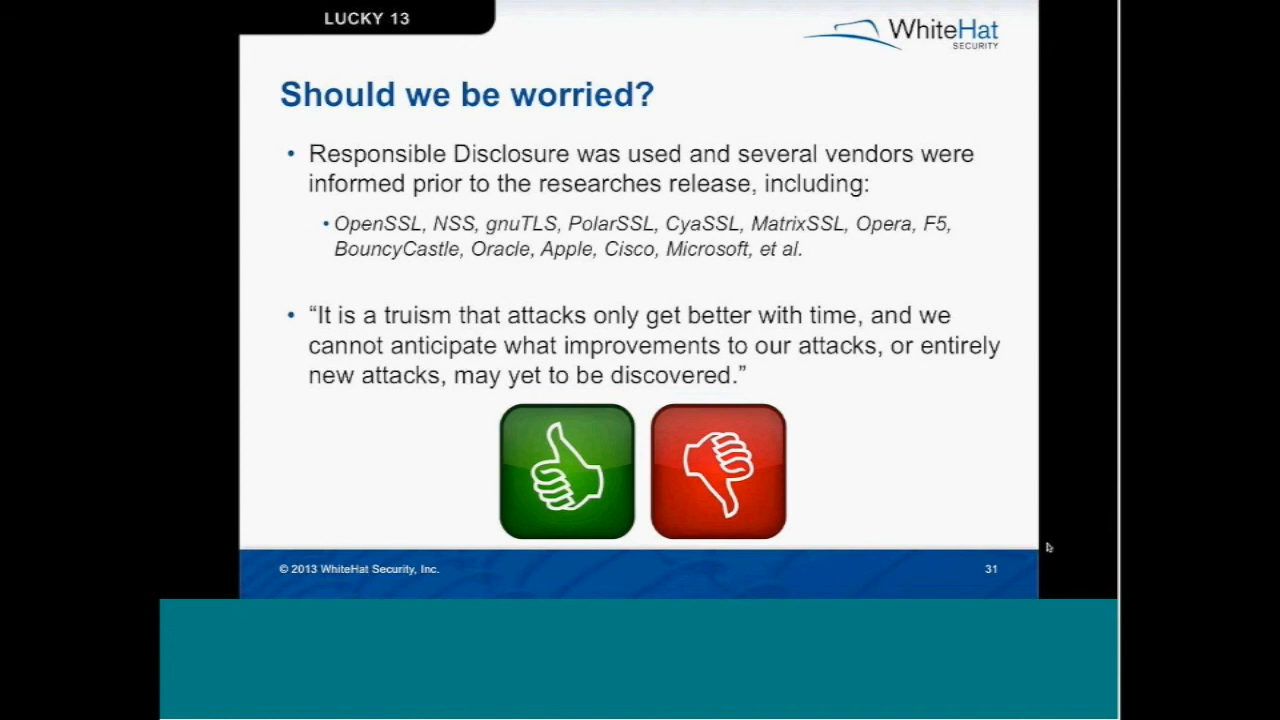 LUCKY 13
WhiteHat
SECURITY
Should we be worried?
• Responsible Disclosure was used and several vendors were
informed prior to the researches release, including:
• OpenSSL, NSS, gnuTLS, PolarSSL, CyaSSL, MatrixSSL, Opera, F5,
BouncyCastle, Oracle, Apple, Cisco, Microsoft, et al.
• “It is a truism that attacks only get better with time, and we
cannot anticipate what improvements to our attacks, or entirely
new attacks, may yet to be discovered.”
© 2013 WhiteHat Security, Inc.
31